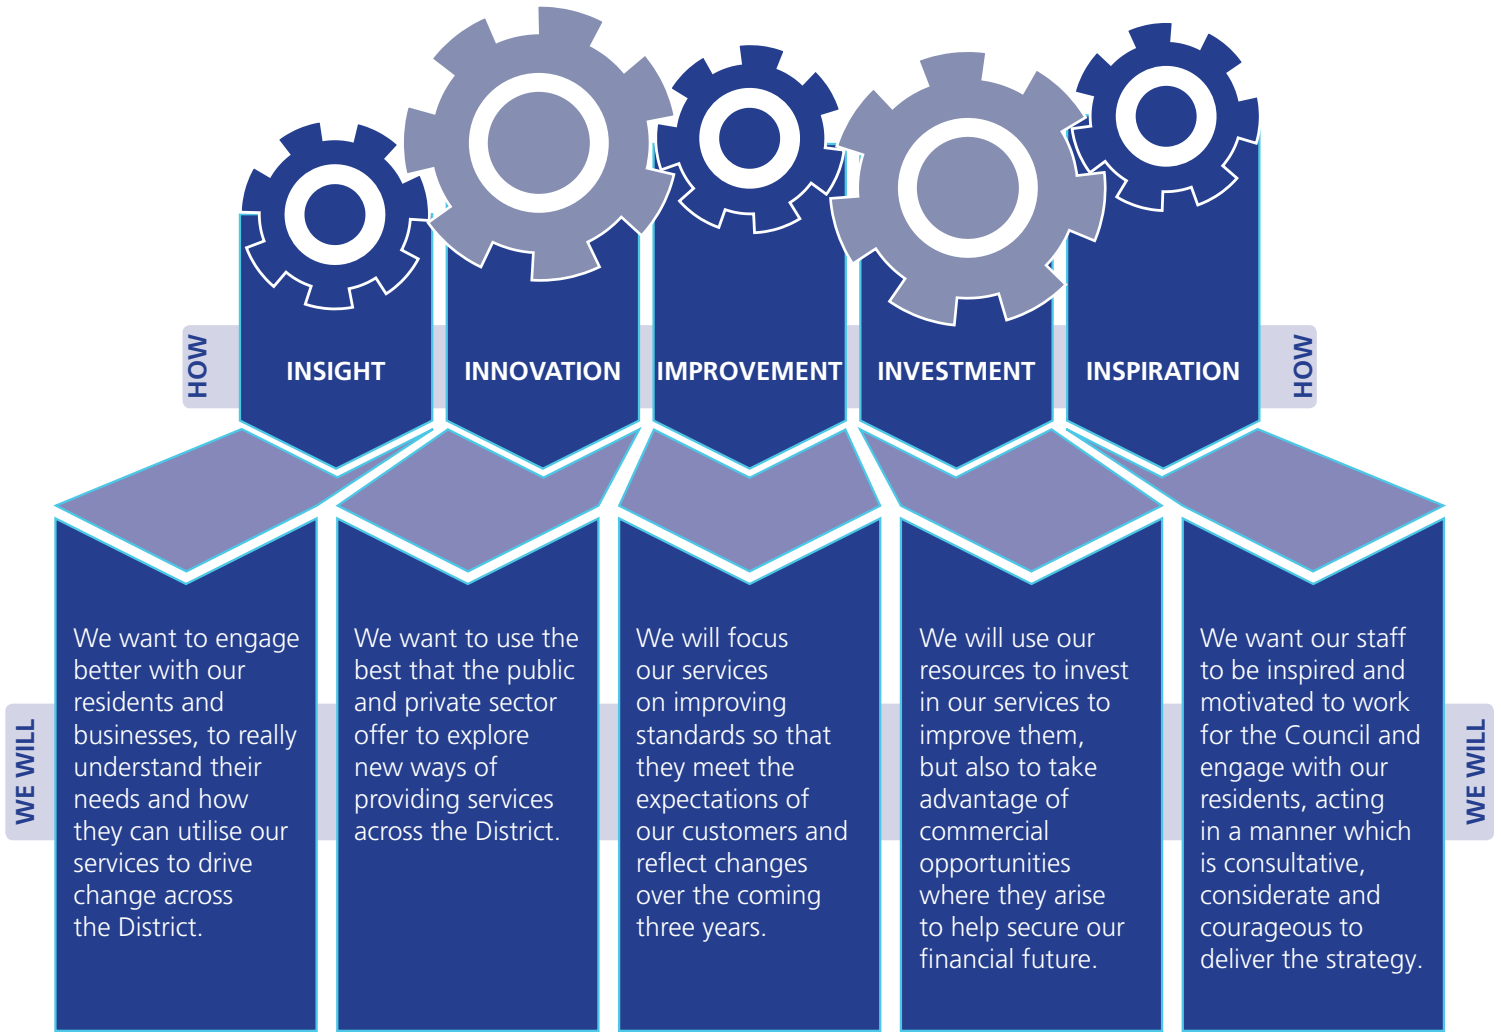 HOW
INSIGHT
INNOVATION
IMPROVEMENT
INVESTMENT
INSPIRATION
HOW
WE WILL
We want to engage
better with our
residents and
businesses, to really
understand their
needs and how
they can utilise our
services to drive
change across
the District.
We want to use the
best that the public
and private sector
offer to explore
new ways of
providing services
across the District.
We will focus
our services
on improving
standards so that
they meet the
expectations of
our customers and
reflect changes
over the coming
three years.
We will use our
resources to invest
in our services to
improve them,
but also to take
advantage of
commercial
opportunities
where they arise
to help secure our
financial future.
We want our staff
to be inspired and
motivated to work
for the Council and
engage with our
residents, acting
in a manner which
is consultative,
considerate and
courageous to
deliver the strategy.
WE WILL